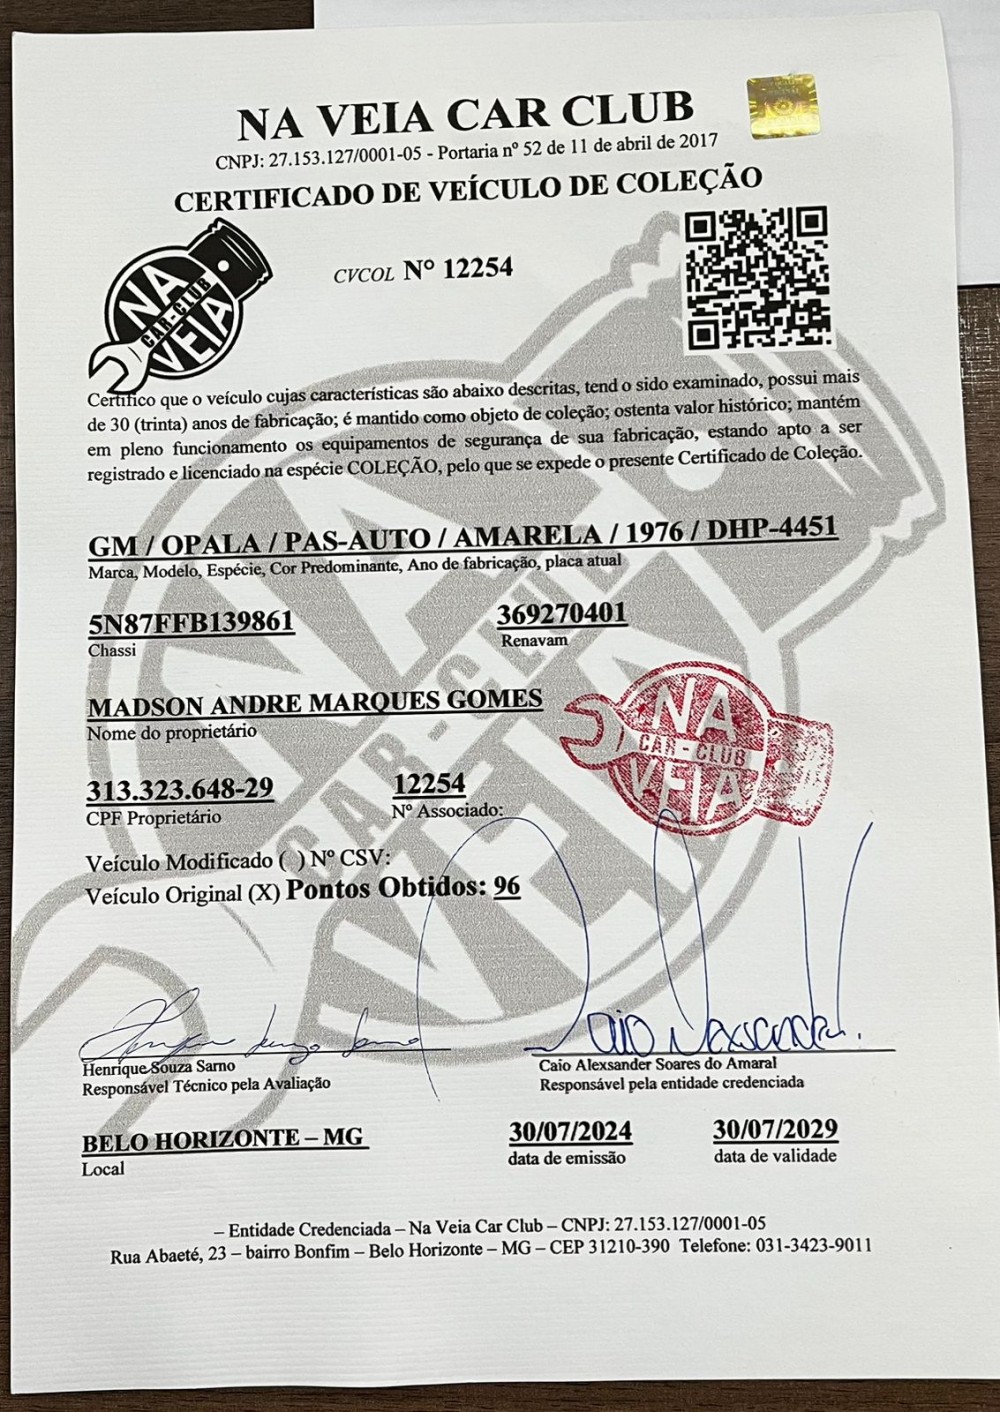 NA VEIA CAR CLUB
CNPJ: 27.153.127/0001-05 - Portaria nº 52 de 11 de abril de 2017
CERTIFICADO DE VEÍCULO DE COLEÇÃO
NA
CAR-CLUB
VEIA
CVCOL Nº 12254
Certifico que o veículo cujas características são abaixo descritas, tend o sido examinado, possui mais
de 30 (trinta) anos de fabricação; é mantido como objeto de coleção; ostenta valor histórico; mantém
em pleno funcionamento os equipamentos de segurança de sua fabricação, estando apto a ser
registrado e licenciado na espécie COLEÇÃO, pelo que se expede o presente Certificado de Coleção.
GM / OPALA / PAS-AUTO / AMARELA / 1976 / DHP-4451
Marca, Modelo, Espécie, Cor Predominante, Ano de fabricação, placa atual
5N87FFB139861 369270401
Chassi Renavam
MADSON ANDRE MARQUES GOMES
Nome do proprietário
NA
CAR-CLUB
VEIA
313.323.648-29 12254
CPF Proprietário Nº Associado:
Veículo Modificado ( ) Nº CSV:
Veículo Original (X) Pontos Obtidos: 96
Caio Alexsander
Henrique Souza Sarno Caio Alexsander Soares do Amaral
Responsável Técnico pela Avaliação Responsável pela entidade credenciada
BELO HORIZONTE – MG 30/07/2024 30/07/2029
Local data de emissão data de validade
– Entidade Credenciada – Na Veia Car Club – CNPJ: 27.153.127/0001-05
Rua Abaeté, 23 – bairro Bonfim – Belo Horizonte – MG – CEP 31210-390 Telefone: 031-3423-9011